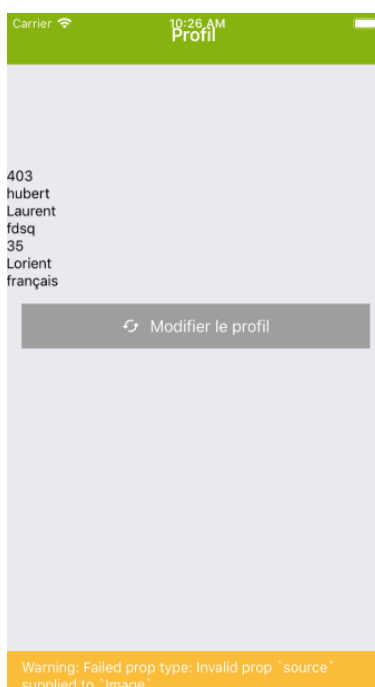 Carrier 10:26 AM
Profil
403
hubert
Laurent
fdsq
35
Lorient
français
Modifier le profil
Warning: Failed prop type: Invalid prop `source`
supplied to `Image`